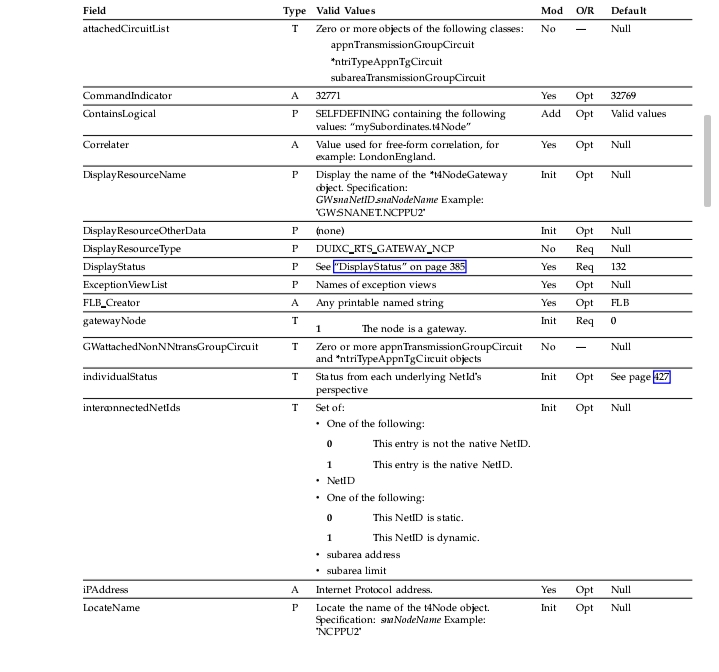 Field Type Valid Values Mod O/R Default
attachedCircuitList T Zero or more objects of the following classes: No — Null
appnTransmissionGroupCircuit
*ntriTypeAppnTgCircuit
subareaTransmissionGroupCircuit
CommandIndicator A 32771 Yes Opt 32769
ContainsLogical P SELFDEFINING containing the following Add Opt Valid values
values: "mySubordinates.t4Node"
Correlater A Value used for free-form correlation, for Yes Opt Null
example: LondonEngland.
DisplayResourceName P Display the name of the *t4NodeGateway Init Opt Null
object. Specification:
GW:snaNetID.snaNodeName Example:
'GW:SNANET.NCPPU2'
DisplayResourceOtherData P (none) Init Opt Null
DisplayResourceType P DUIXC_RTS_GATEWAY_NCP No Req Null
DisplayStatus P See "DisplayStatus" on page 385 Yes Req 132
ExceptionViewList P Names of exception views Yes Opt Null
FLB_Creator A Any printable named string Yes Opt FLB
gatewayNode T Init Req 0
1 The node is a gateway.
GWattachedNonNNtransGroupCircuit T Zero or more appnTransmissionGroupCircuit No — Null
and *ntriTypeAppnTgCircuit objects
individualStatus T Status from each underlying NetId's Init Opt See page 427
perspective
interconnectedNetIds T Set of: Init Opt Null
• One of the following:
0 This entry is not the native NetID.
1 This entry is the native NetID.
• NetID
• One of the following:
0 This NetID is static.
1 This NetID is dynamic.
• subarea address
• subarea limit
iPAddress A Internet Protocol address. Yes Opt Null
LocateName P Locate the name of the t4Node object. Init Opt Null
Specification: snaNodeName Example:
'NCPPU2'